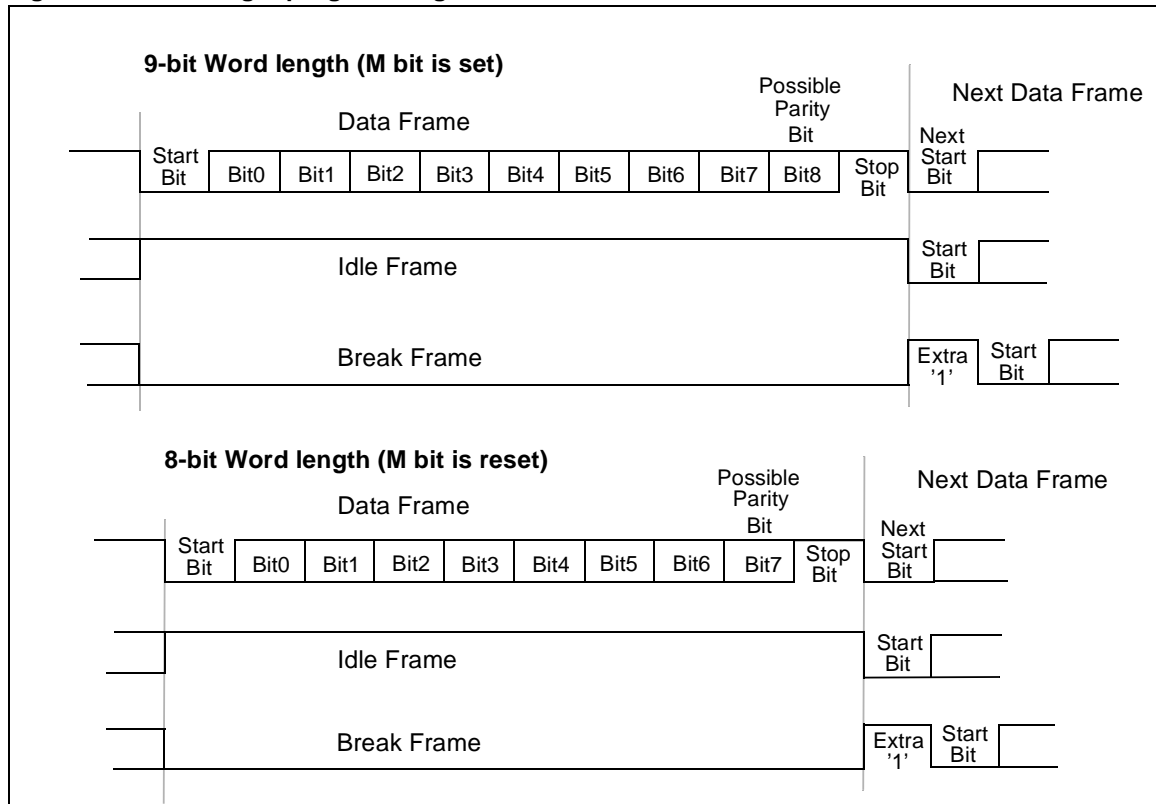 9-bit Word length (M bit is set)
Possible
Parity
Bit
Next Data Frame
Data Frame
Start
Bit
Bit0
Bit1
Bit2
Bit3
Bit4
Bit5
Bit6
Bit7
Bit8
Stop
Bit
Next
Start
Bit
Idle Frame
Start
Bit
Break Frame
Extra
'1'
Start
Bit
8-bit Word length (M bit is reset)
Possible
Parity
Bit
Next Data Frame
Data Frame
Start
Bit
Bit0
Bit1
Bit2
Bit3
Bit4
Bit5
Bit6
Bit7
Stop
Bit
Next
Start
Bit
Idle Frame
Start
Bit
Break Frame
Extra
'1'
Start
Bit